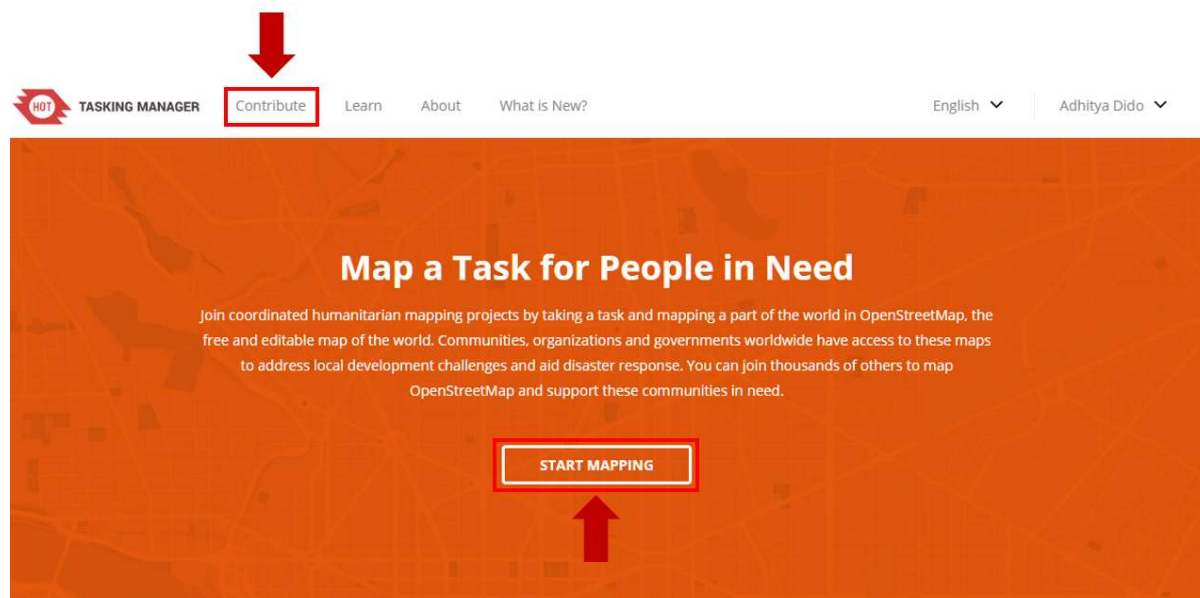 HOT TASKING MANAGER Contribute Learn About What is New? English Adhitya Dido
Map a Task for People in Need
Join coordinated humanitarian mapping projects by taking a task and mapping a part of the world in OpenStreetMap, the
free and editable map of the world. Communities, organizations and governments worldwide have access to these maps
to address local development challenges and aid disaster response. You can join thousands of others to map
OpenStreetMap and support these communities in need.
START MAPPING